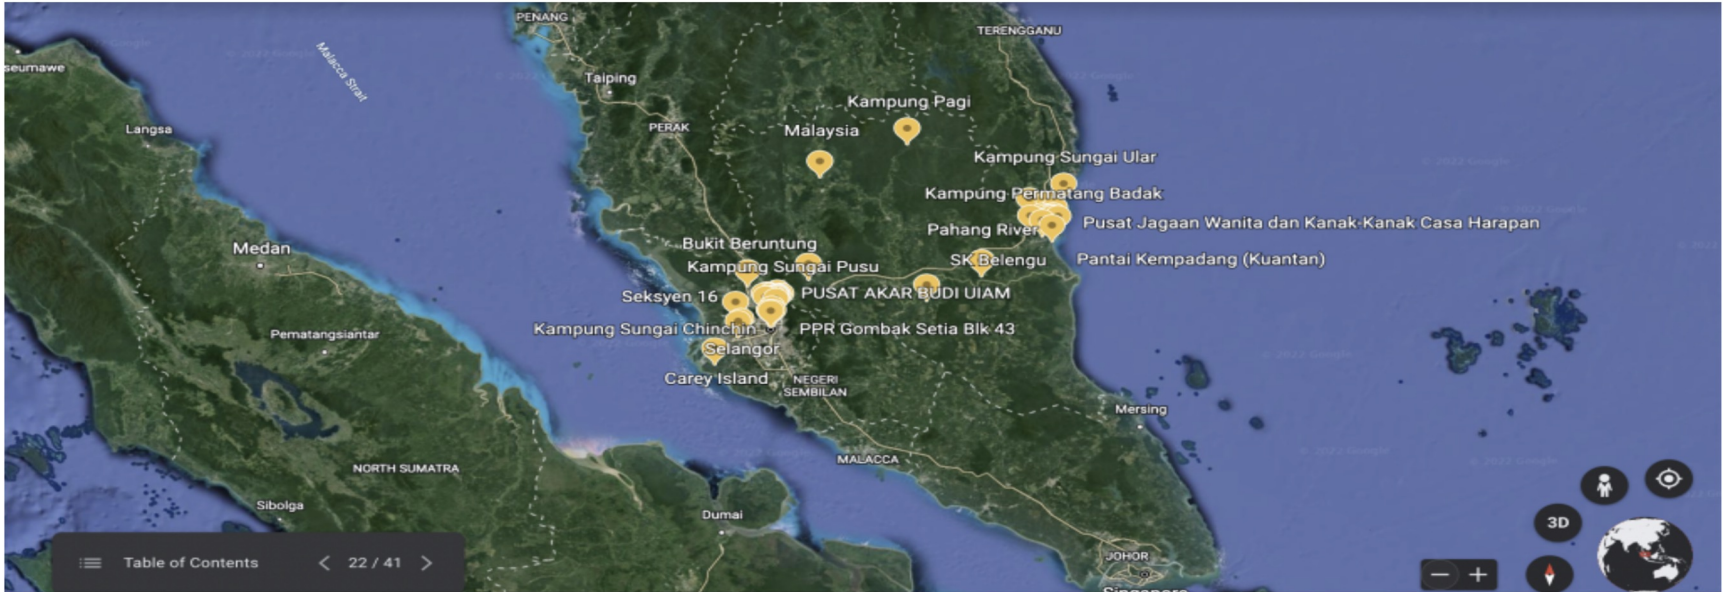 PENANG
TERENGGANU
seumawe
Malacca Strait
Taiping
Kampung Pagi
Langsa
PERAK
Malaysia
Kampung Sungai Ular
Kampung Permatang Badak
Pusat Jagaan Wanita dan Kanak-Kanak Casa Harapan
Pahang River
Medan
Bukit Beruntung
SK Belengu
Pantai Kempadang (Kuantan)
Kampung Sungai Pusu
Seksyen 16
PUSAT AKAR BUDI UIAM
Pematangsiantar
Kampung Sungai Chinchin
PPR Gombak Setia Blk 43
Selangor
Carey Island
NEGERI
SEMBILAN
Mersing
MALACCA
NORTH SUMATRA
Sibolga
Dumai
3D
JOHOR
Table of Contents
22 / 41
Singapore
© 2022 Google